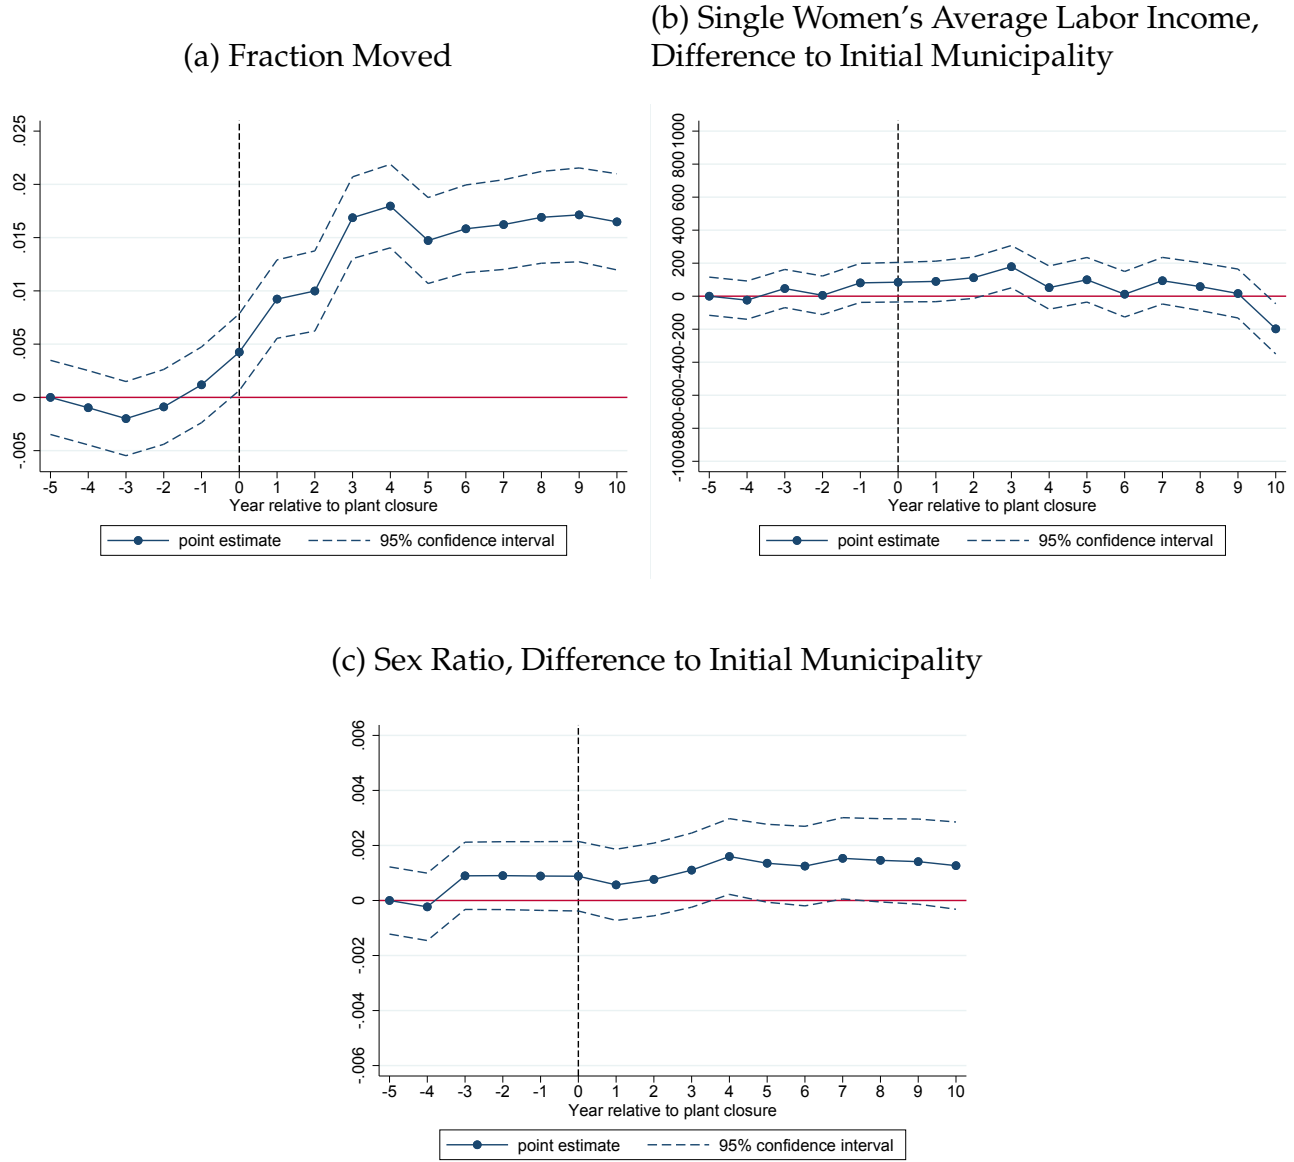 (a) Fraction Moved
(b) Single Women's Average Labor Income,
Difference to Initial Municipality
.025
.02
.015
.01
.005
0
-.005
-5 -4 -3 -2 -1 0 1 2 3 4 5 6 7 8 9 10
Year relative to plant closure
point estimate 95% confidence interval
-1000-800-600-400-200 0 200 400 600 800 1000
-5 -4 -3 -2 -1 0 1 2 3 4 5 6 7 8 9 10
Year relative to plant closure
point estimate 95% confidence interval
(c) Sex Ratio, Difference to Initial Municipality
.006
.004
.002
0
-.002
-.004
-.006
-5 -4 -3 -2 -1 0 1 2 3 4 5 6 7 8 9 10
Year relative to plant closure
point estimate 95% confidence interval